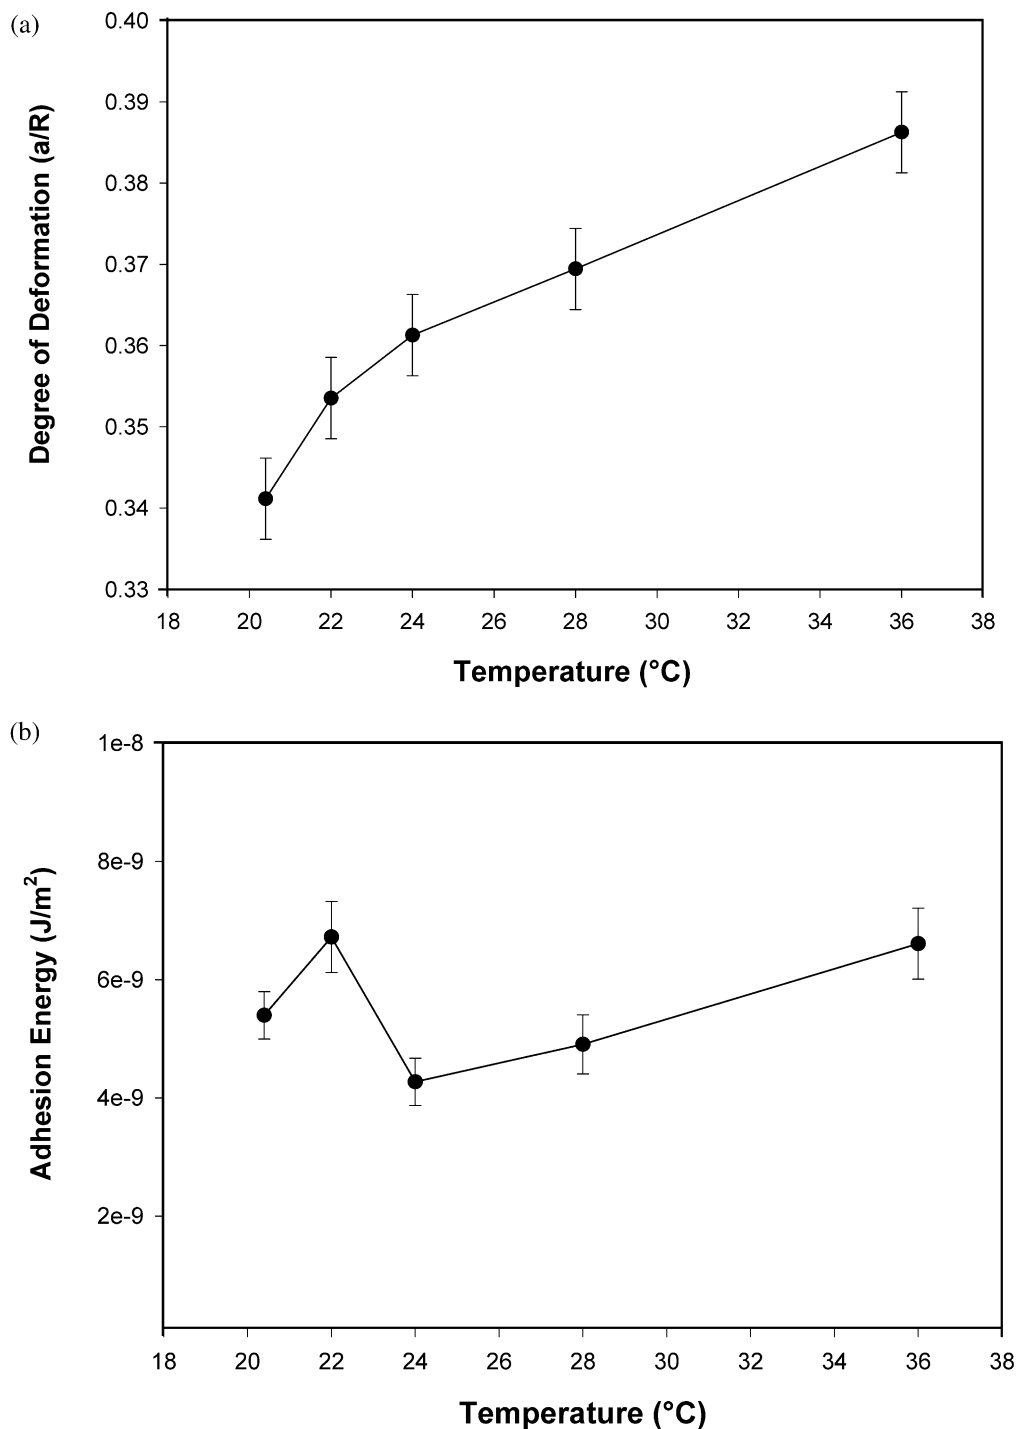 (a)
Degree of Deformation (a/R)
0.40
0.39
0.38
0.37
0.36
0.35
0.34
0.33
18 20 22 24 26 28 30 32 34 36 38
Temperature (°C)
(b)
Adhesion Energy (J/m²)
1e-8
8e-9
6e-9
4e-9
2e-9
18 20 22 24 26 28 30 32 34 36 38
Temperature (°C)